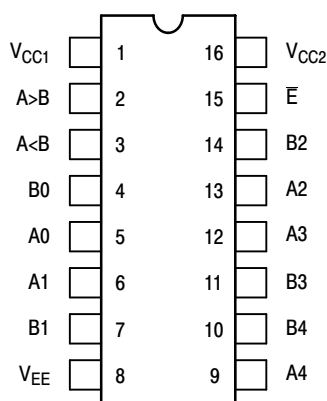 VCC1 1 16 VCC2
A>B 2 15 E̅
A<B 3 14 B2
B0 4 13 A2
A0 5 12 A3
A1 6 11 B3
B1 7 10 B4
VEE 8 9 A4